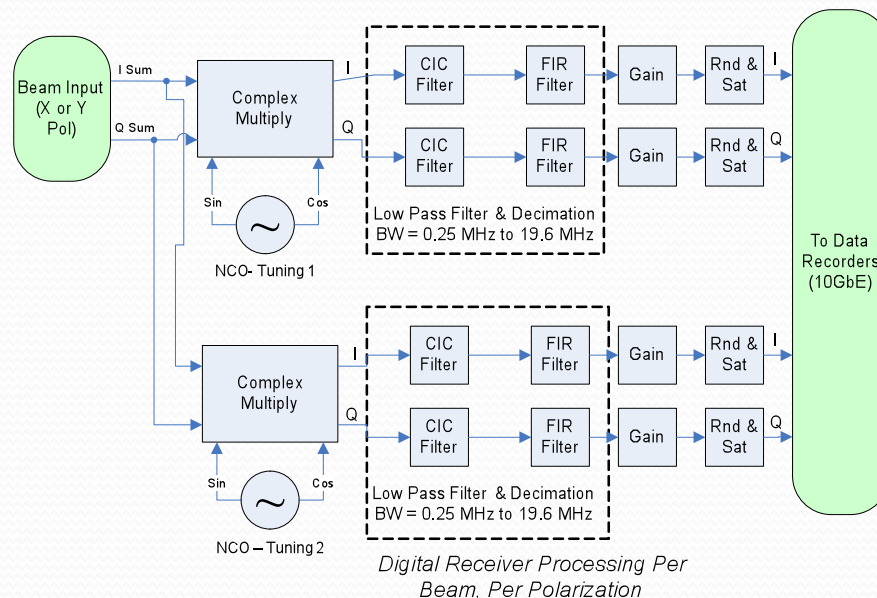 Beam Input
(X or Y
Pol)
I Sum
Q Sum
Complex
Multiply
I
Q
Sin
Cos
NCO- Tuning 1
CIC
Filter
FIR
Filter
Gain
Rnd &
Sat
I
CIC
Filter
FIR
Filter
Gain
Rnd &
Sat
Q
Low Pass Filter & Decimation
BW = 0.25 MHz to 19.6 MHz
To Data
Recorders
(10GbE)
Complex
Multiply
I
Q
Sin
Cos
NCO – Tuning 2
CIC
Filter
FIR
Filter
Gain
Rnd &
Sat
I
CIC
Filter
FIR
Filter
Gain
Rnd &
Sat
Q
Low Pass Filter & Decimation
BW = 0.25 MHz to 19.6 MHz
Digital Receiver Processing Per
Beam, Per Polarization